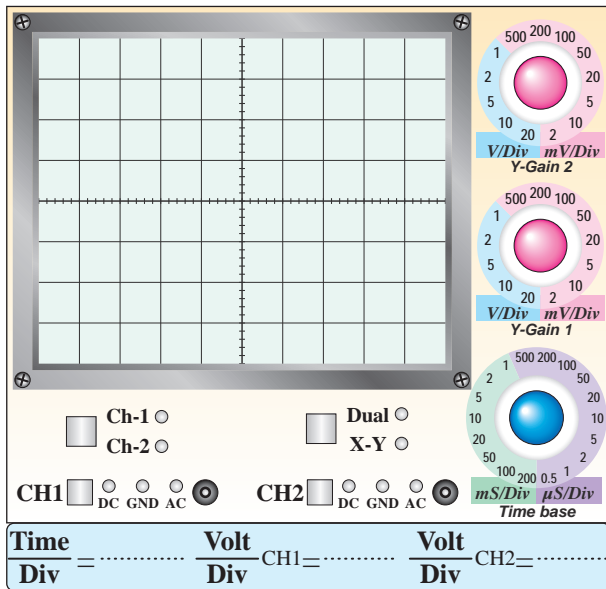 500 200 100
1 50
2 20
5 10
10
20 2
V/Div mV/Div
Y-Gain 2
500 200 100
1 50
2 20
5 5
10 10
20 2
V/Div mV/Div
Y-Gain 1
1 500 200 100
2 50
5 20
10 10
20 5
50 2
100 200 0.5 1
mS/Div µS/Div
Time base
Ch-1
Ch-2
Dual
X-Y
CH1 DC GND AC
CH2 DC GND AC
Time
Div = ............
Volt
Div CH1= ............
Volt
Div CH2= ............